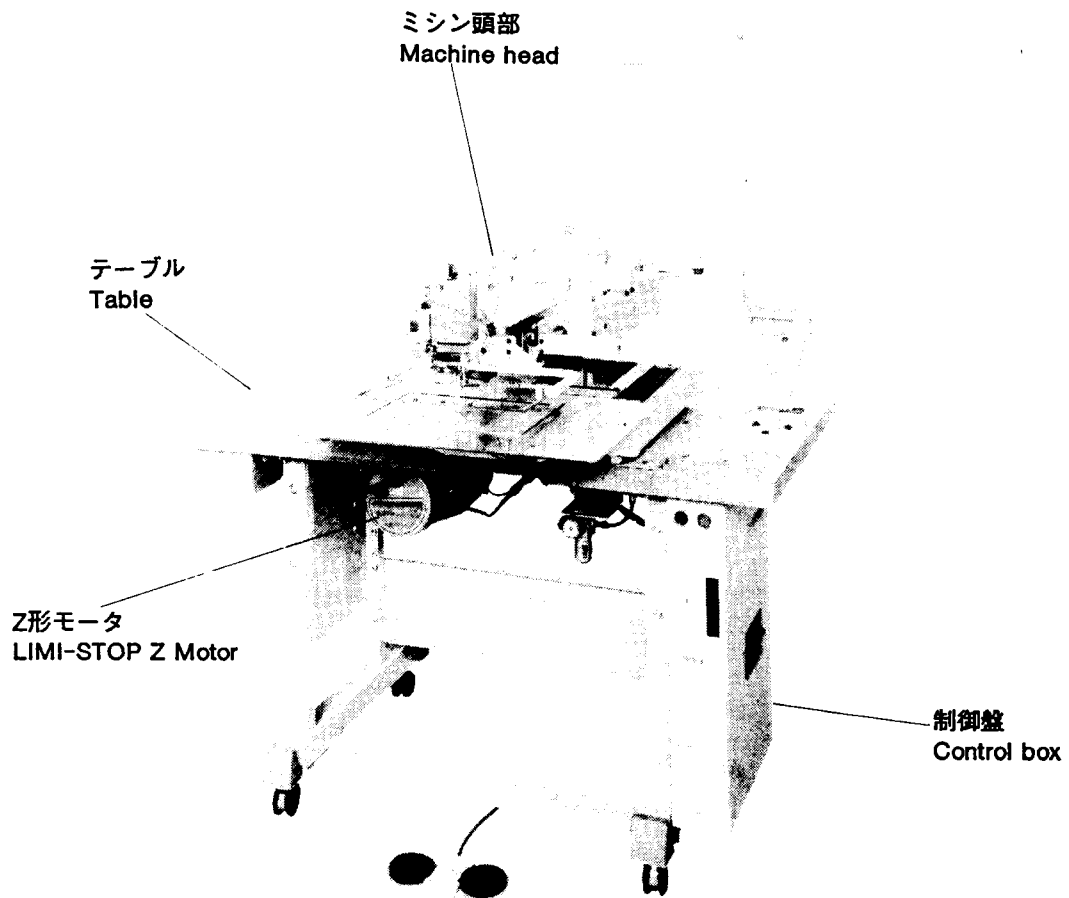 ミシン頭部
Machine head
テーブル
Table
Z形モータ
LIMI-STOP Z Motor
制御盤
Control box